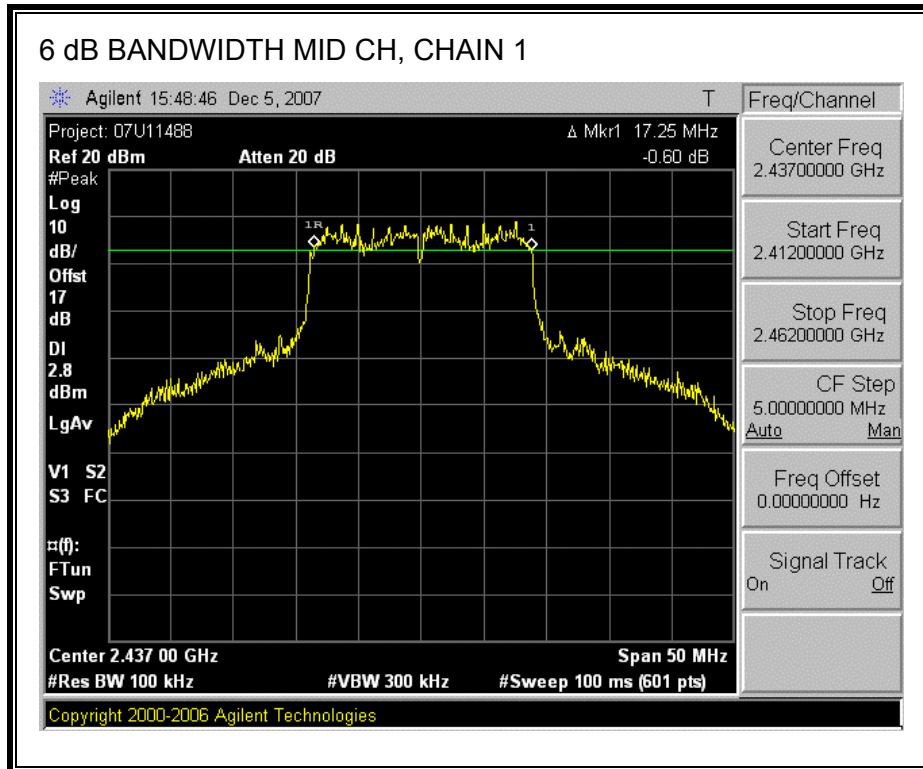 6 dB BANDWIDTH MID CH, CHAIN 1
Agilent 15:48:46 Dec 5, 2007 T
Freq/Channel
Project: 07U11488 Δ Mkr1 17.25 MHz
Ref 20 dBm Atten 20 dB -0.60 dB
#Peak
Log
10
dB/
Offst
17
dB
DI
2.8
dBm
LgAv
V1 S2
S3 FC
¤(f):
FTun
Swp
1R
1
Center 2.437 00 GHz Span 50 MHz
#Res BW 100 kHz #VBW 300 kHz #Sweep 100 ms (601 pts)
Center Freq
2.43700000 GHz
Start Freq
2.41200000 GHz
Stop Freq
2.46200000 GHz
CF Step
5.00000000 MHz
Auto Man
Freq Offset
0.00000000 Hz
Signal Track
On Off
Copyright 2000-2006 Agilent Technologies